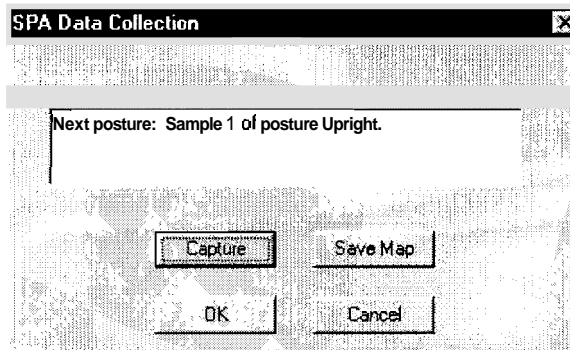 SPA Data Collection
Next posture: Sample 1 of posture Upright.
Capture
Save Map
OK
Cancel